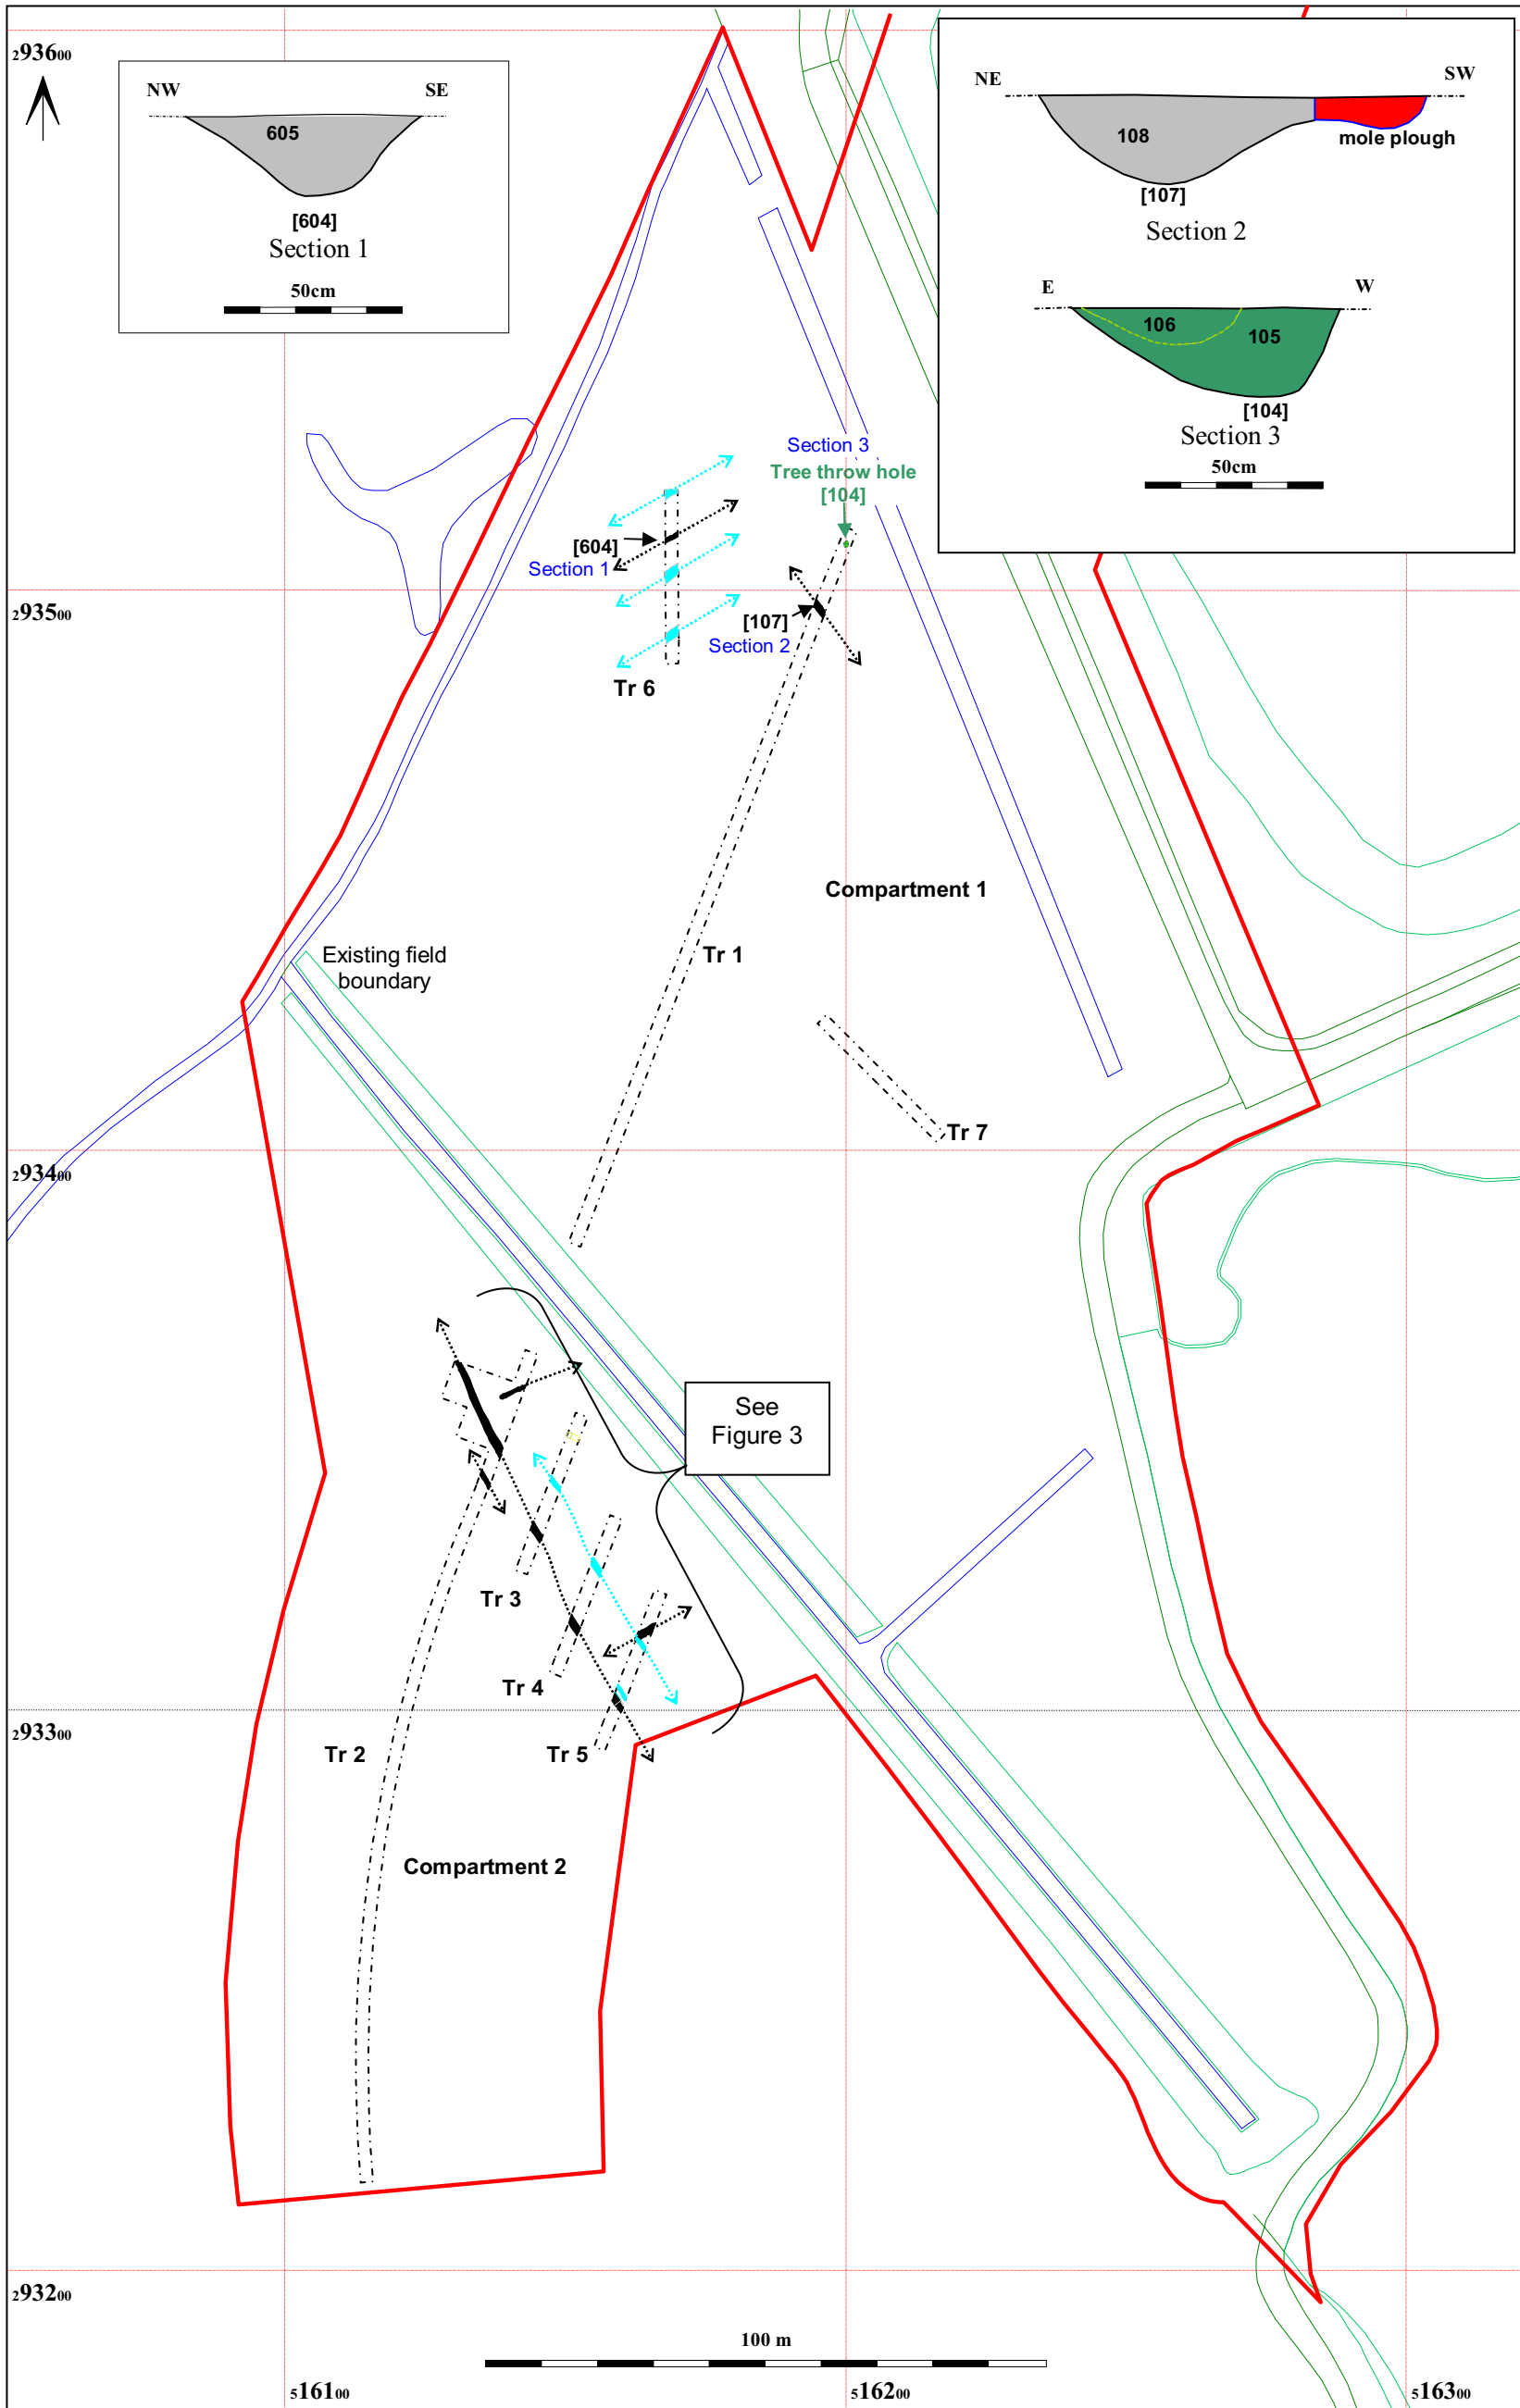 293600
NW SE
605
[604]
Section 1
50cm
NE SW
108
mole plough
[107]
Section 2
E W
106
105
[104]
Section 3
50cm
Section 3
Tree throw hole
[104]
[604]
Section 1
293500
[107]
Section 2
Tr 6
Compartment 1
Existing field
boundary
Tr 1
Tr 7
293400
See
Figure 3
Tr 3
Tr 4
293300
Tr 2
Tr 5
Compartment 2
293200
100 m
516100
516200
516300